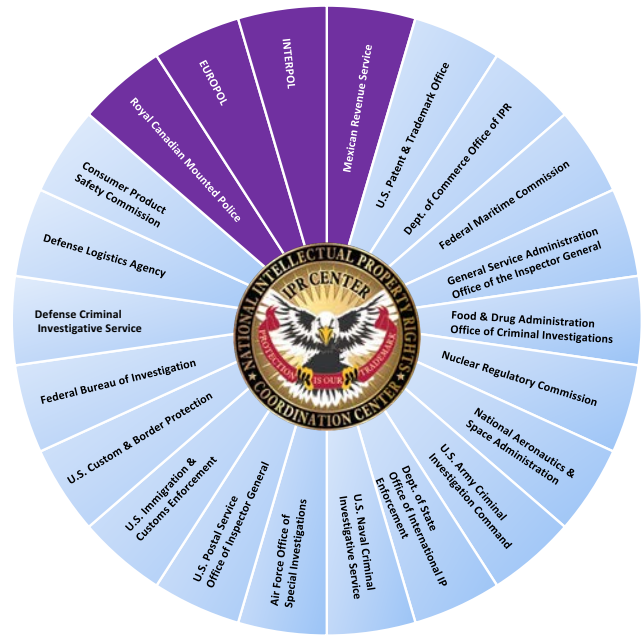 INTERPOL
Mexican Revenue Service
U.S. Patent & Trademark Office
Dept. of Commerce Office of IPR
Federal Maritime Commission
General Service Administration
Office of the Inspector General
Food & Drug Administration
Office of Criminal Investigations
Nuclear Regulatory Commission
National Aeronautics &
Space Administration
U.S. Army Criminal
Investigation Command
Dept. of State
Office of International IP
Enforcement
U.S. Naval Criminal
Investigative Service
Air Force Office of
Special Investigations
U.S. Postal Service
Office of Inspector General
U.S. Immigration &
Customs Enforcement
U.S. Custom & Border Protection
Federal Bureau of Investigation
Defense Criminal
Investigative Service
Defense Logistics Agency
Consumer Product
Safety Commission
Royal Canadian Mounted Police
EUROPOL
NATIONAL INTELLECTUAL PROPERTY RIGHTS
COORDINATION CENTER
IPR CENTER
PROTECTION
IS OUR
TRADEMARK